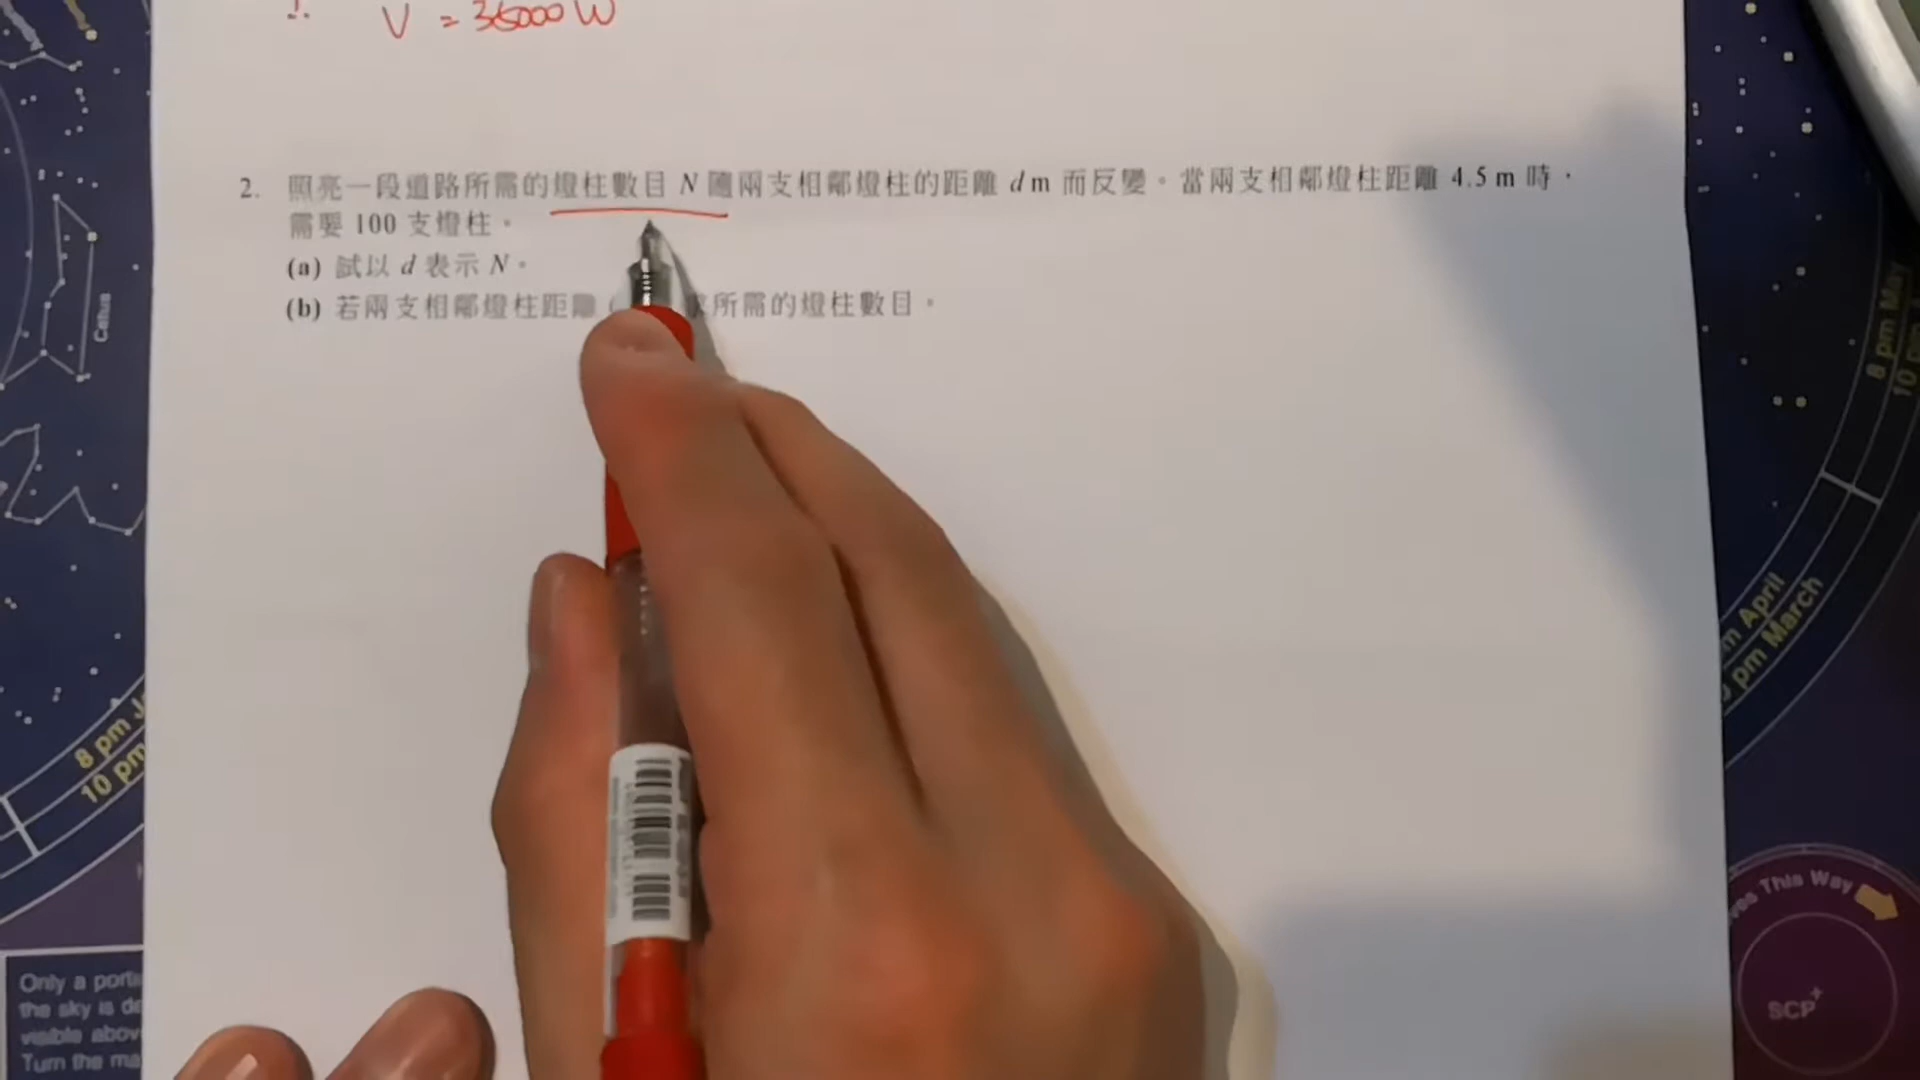 ∴ V = 36000 W
2. 照亮一段道路所需的燈柱數目 N 隨兩支相鄰燈柱的距離 d m 而反變。當兩支相鄰燈柱距離 4.5 m 時，
需要 100 支燈柱。
(a) 試以 d 表示 N。
(b) 若兩支相鄰燈柱距離 所需的燈柱數目。
Cetus
8 pm
10 pm
8 pm May
10 pm
April
pm March
This Way
SCP
Only a
the sky is
visible
Turn the